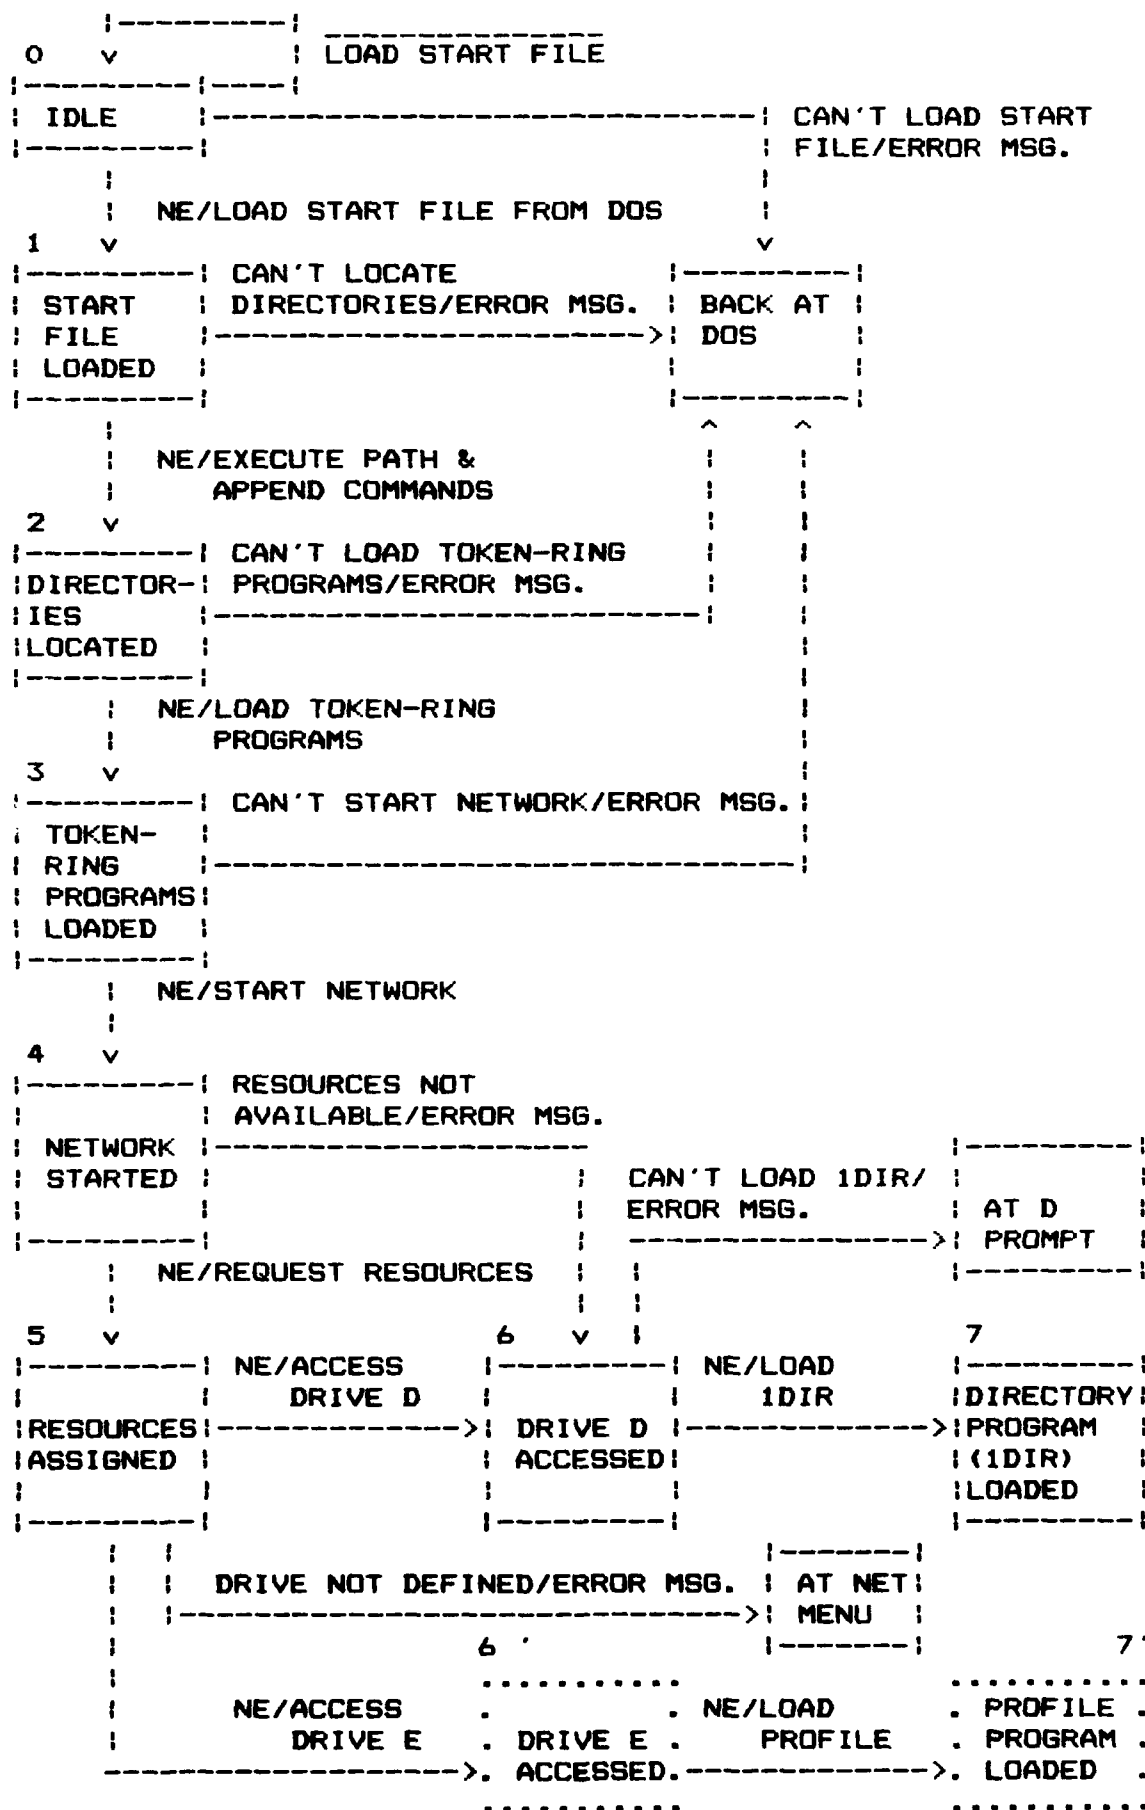 0 LOAD START FILE
IDLE CAN'T LOAD START
FILE/ERROR MSG.
NE/LOAD START FILE FROM DOS
1
CAN'T LOCATE
START DIRECTORIES/ERROR MSG. BACK AT
FILE DOS
LOADED
NE/EXECUTE PATH &
APPEND COMMANDS
2
CAN'T LOAD TOKEN-RING
DIRECTOR- PROGRAMS/ERROR MSG.
IES
LOCATED
NE/LOAD TOKEN-RING
PROGRAMS
3
CAN'T START NETWORK/ERROR MSG.
TOKEN-
RING
PROGRAMS
LOADED
NE/START NETWORK
4
RESOURCES NOT
AVAILABLE/ERROR MSG.
NETWORK
STARTED CAN'T LOAD 1DIR/
ERROR MSG. AT D
PROMPT
NE/REQUEST RESOURCES
5 6 7
NE/ACCESS NE/LOAD
DRIVE D 1DIR DIRECTORY
RESOURCES DRIVE D PROGRAM
ASSIGNED ACCESSED (1DIR)
LOADED
DRIVE NOT DEFINED/ERROR MSG. AT NET
MENU
6 ' 7'
NE/ACCESS NE/LOAD PROFILE
DRIVE E DRIVE E PROFILE PROGRAM
ACCESSED LOADED